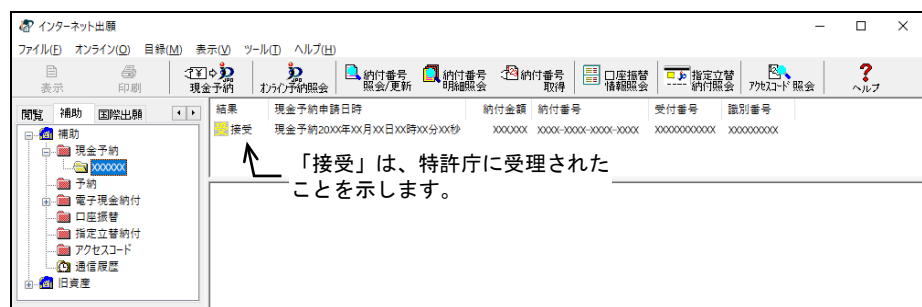 インターネット出願
ファイル(F) オンライン(O) 目録(M) 表示(V) ツール(T) ヘルプ(H)
表示 印刷 現金予納 オンライン予納照会 納付番号照会/更新 納付番号明細照会 納付番号取得 口座振替情報照会 指定立替納付照会 アクセスコード照会 ヘルプ
閲覧 補助 国際出願
補助
現金予納
XXXXXX
予納
電子現金納付
口座振替
指定立替納付
アクセスコード
通信履歴
旧資産
結果 現金予納申請日時 納付金額 納付番号 受付番号 識別番号
接受 現金予納20XX年XX月XX日XX時XX分XX秒 XXXXXX XXXX-XXXX-XXXX-XXXX XXXXXXXXXXX XXXXXXXXX
「接受」は、特許庁に受理された
ことを示します。